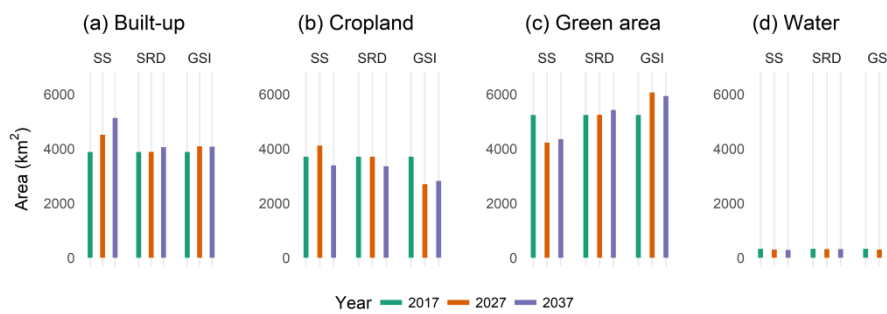 (a) Built-up (b) Cropland (c) Green area (d) Water
SS SRD GSI SS SRD GSI SS SRD GSI SS SRD GS
6000 6000 6000 6000
4000 4000 4000 4000
2000 2000 2000 2000
0 0 0 0
Area (km²)
Year 2017 2027 2037